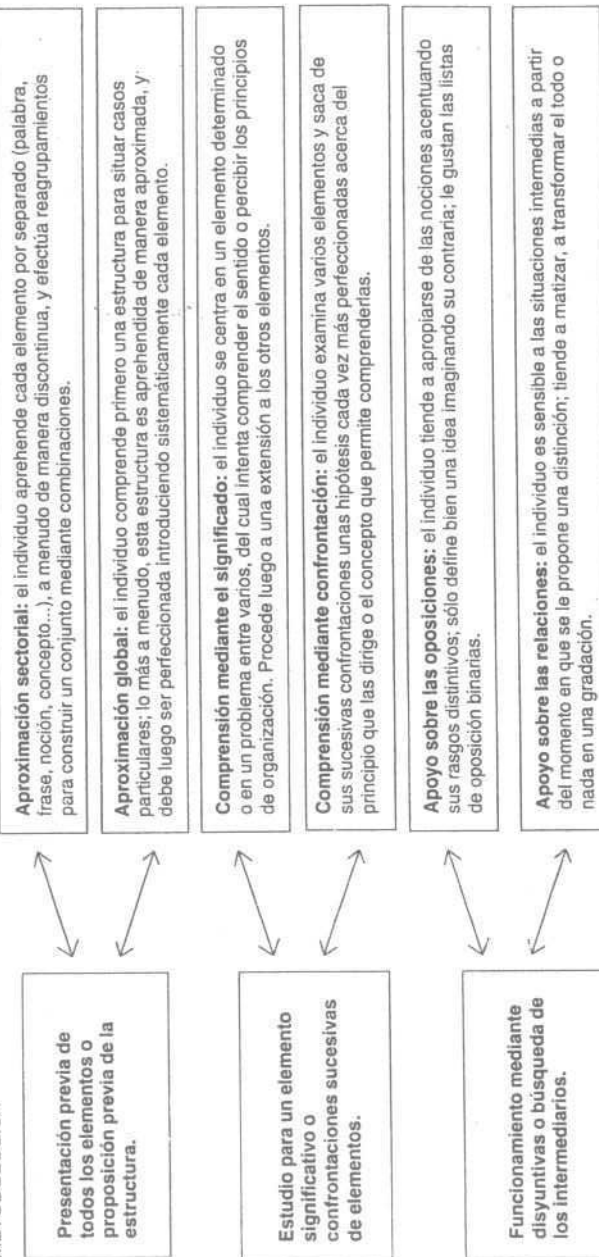 Presentación previa de
todos los elementos o
proposición previa de la
estructura.
Aproximación sectorial: el individuo aprehende cada elemento por separado (palabra,
frase, noción, concepto...), a menudo de manera discontinua, y efectúa reagrupamientos
para construir un conjunto mediante combinaciones.
Aproximación global: el individuo comprende primero una estructura para situar casos
particulares; lo más a menudo, esta estructura es aprehendida de manera aproximada, y
debe luego ser perfeccionada introduciendo sistemáticamente cada elemento.
Estudio para un elemento
significativo o
confrontaciones sucesivas
de elementos.
Comprensión mediante el significado: el individuo se centra en un elemento determinado
o en un problema entre varios, del cual intenta comprender el sentido o percibir los principios
de organización. Procede luego a una extensión a los otros elementos.
Comprensión mediante confrontación: el individuo examina varios elementos y saca de
sus sucesivas confrontaciones unas hipótesis cada vez más perfeccionadas acerca del
principio que las dirige o el concepto que permite comprenderlas.
Funcionamiento mediante
disyuntivas o búsqueda de
los intermediarios.
Apoyo sobre las oposiciones: el individuo tiende a apropiarse de las nociones acentuando
sus rasgos distintivos; sólo define bien una idea imaginando su contraria; le gustan las listas
de oposición binarias.
Apoyo sobre las relaciones: el individuo es sensible a las situaciones intermedias a partir
del momento en que se le propone una distinción; tiende a matizar, a transformar el todo o
nada en una gradación.